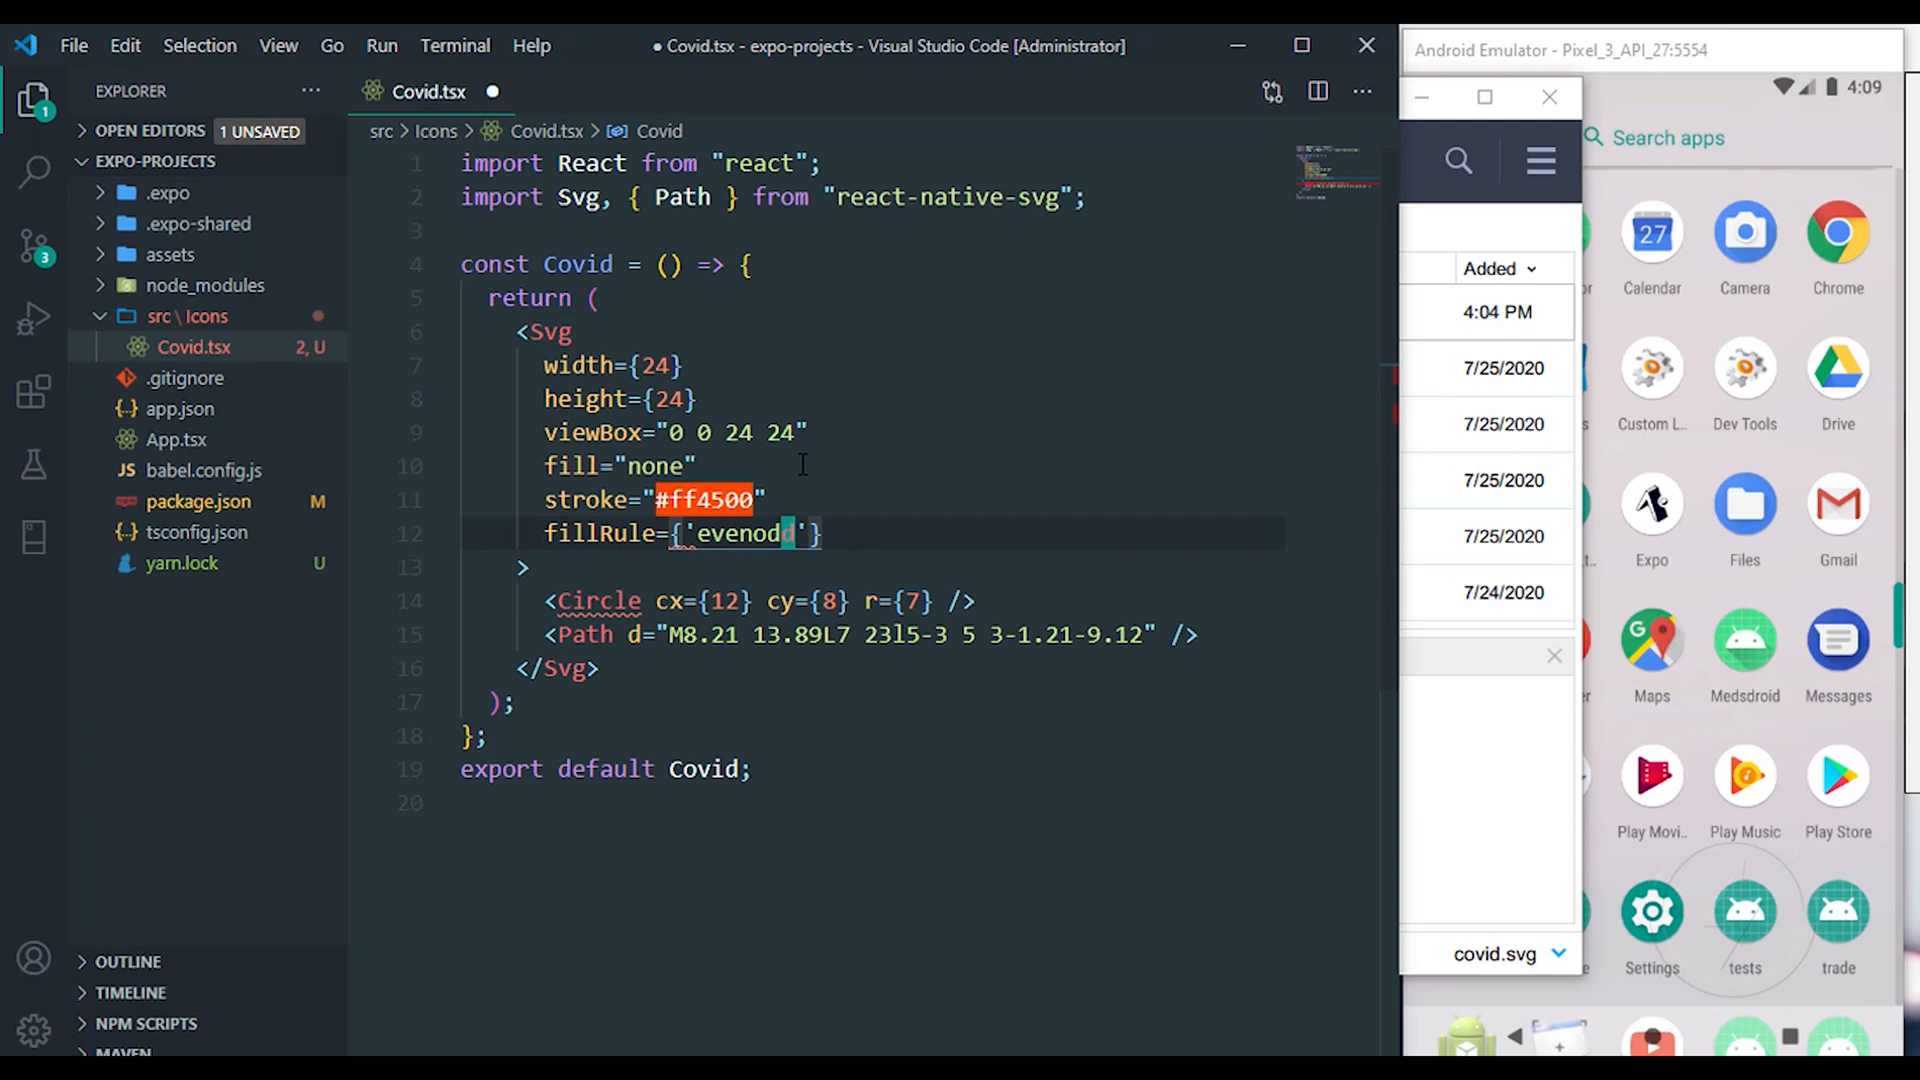 File Edit Selection View Go Run Terminal Help
● Covid.tsx - expo-projects - Visual Studio Code [Administrator]
EXPLORER
OPEN EDITORS 1 UNSAVED
EXPO-PROJECTS
.expo
.expo-shared
assets
node_modules
src \ Icons
Covid.tsx 2, U
.gitignore
app.json
App.tsx
babel.config.js
package.json M
tsconfig.json
yarn.lock U
OUTLINE
TIMELINE
NPM SCRIPTS
MAVEN
1
3
Covid.tsx
src > Icons > Covid.tsx > Covid
1 import React from "react";
2 import Svg, { Path } from "react-native-svg";
3
4 const Covid = () => {
5 return (
6 <Svg
7 width={24}
8 height={24}
9 viewBox="0 0 24 24"
10 fill="none"
11 stroke="#ff4500"
12 fillRule={'evenodd'}
13 >
14 <Circle cx={12} cy={8} r={7} />
15 <Path d="M8.21 13.89L7 23l5-3 5 3-1.21-9.12" />
16 </Svg>
17 );
18 };
19 export default Covid;
20
Added
4:04 PM
7/25/2020
7/25/2020
7/25/2020
7/25/2020
7/24/2020
covid.svg
Android Emulator - Pixel_3_API_27:5554
4:09
Search apps
27
Calendar Camera Chrome
Custom L.. Dev Tools Drive
Expo Files Gmail
Maps Medsdroid Messages
Play Movi.. Play Music Play Store
Settings tests trade